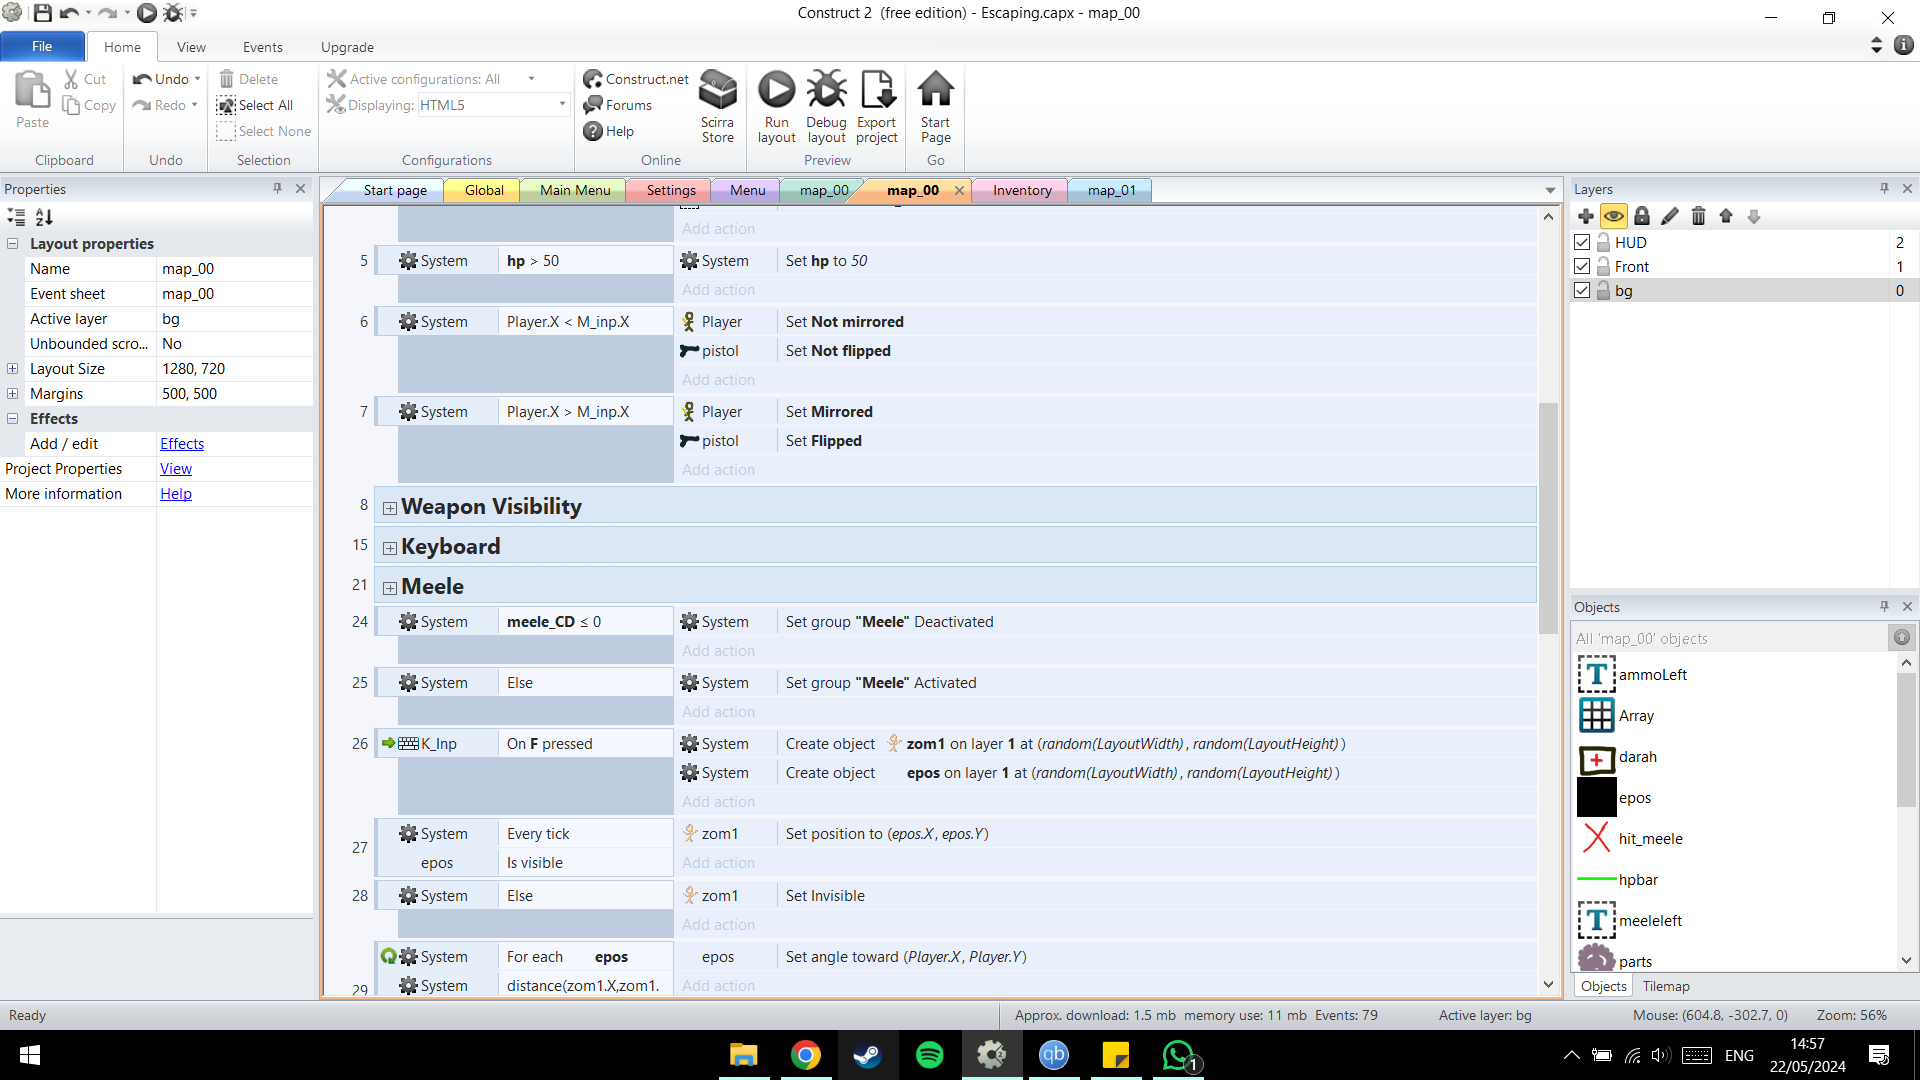 Construct 2  (free edition) - Escaping.capx - map_00
File
Home
View
Events
Upgrade
Paste
Cut
Copy
Clipboard
Undo
Redo
Undo
Delete
Select All
Select None
Selection
Active configurations: All
Displaying: HTML5
Configurations
Construct.net
Forums
Help
Scirra Store
Online
Run layout
Debug layout
Export project
Preview
Start Page
Go
Properties
Layout properties
Name map_00
Event sheet map_00
Active layer bg
Unbounded scro... No
Layout Size 1280, 720
Margins 500, 500
Effects
Add / edit Effects
Project Properties View
More information Help
Start page
Global
Main Menu
Settings
Menu
map_00
map_00
Inventory
map_01
Add action
5 System hp > 50 System Set hp to 50
Add action
6 System Player.X < M_inp.X Player Set Not mirrored
pistol Set Not flipped
Add action
7 System Player.X > M_inp.X Player Set Mirrored
pistol Set Flipped
Add action
8 Weapon Visibility
15 Keyboard
21 Meele
24 System meele_CD ≤ 0 System Set group "Meele" Deactivated
Add action
25 System Else System Set group "Meele" Activated
Add action
26 K_Inp On F pressed System Create object zom1 on layer 1 at (random(LayoutWidth), random(LayoutHeight))
System Create object epos on layer 1 at (random(LayoutWidth), random(LayoutHeight))
Add action
27 System Every tick zom1 Set position to (epos.X, epos.Y)
epos Is visible Add action
28 System Else zom1 Set Invisible
Add action
System For each epos epos Set angle toward (Player.X, Player.Y)
29 System distance(zom1.X,zom1. Add action
Layers
HUD 2
Front 1
bg 0
Objects
All 'map_00' objects
ammoLeft
Array
darah
epos
hit_meele
hpbar
meeleleft
parts
Objects
Tilemap
Ready
Approx. download: 1.5 mb  memory use: 11 mb  Events: 79
Active layer: bg
Mouse: (604.8, -302.7, 0)
Zoom: 56%
2
qb
1
ENG
14:57
22/05/2024